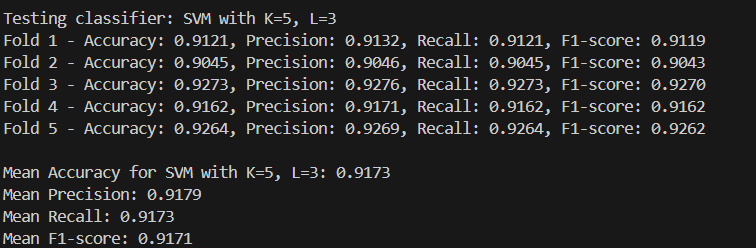 Testing classifier: SVM with K=5, L=3
Fold 1 - Accuracy: 0.9121, Precision: 0.9132, Recall: 0.9121, F1-score: 0.9119
Fold 2 - Accuracy: 0.9045, Precision: 0.9046, Recall: 0.9045, F1-score: 0.9043
Fold 3 - Accuracy: 0.9273, Precision: 0.9276, Recall: 0.9273, F1-score: 0.9270
Fold 4 - Accuracy: 0.9162, Precision: 0.9171, Recall: 0.9162, F1-score: 0.9162
Fold 5 - Accuracy: 0.9264, Precision: 0.9269, Recall: 0.9264, F1-score: 0.9262
Mean Accuracy for SVM with K=5, L=3: 0.9173
Mean Precision: 0.9179
Mean Recall: 0.9173
Mean F1-score: 0.9171